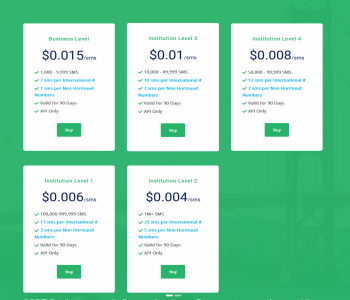 Business Level
$0.015/sms
1,000 - 9,999 SMS
7 sms per International #
1 sms per Non Hormuud
Numbers
Valid for 90 Days
API Only
Buy
Institution Level 3
$0.01/sms
10,000 - 49,999 SMS
10 sms per International #
2 sms per Non Hormuud
Numbers
Valid for 90 Days
API Only
Buy
Institution Level 4
$0.008/sms
50,000 - 99,999 SMS
12 sms per International #
2 sms per Non Hormuud
Numbers
Valid for 90 Days
API Only
Buy
Institution Level 1
$0.006/sms
100,000-999,999 SMS
17 sms per International #
3 sms per Non Hormuud
Numbers
Valid for 90 Days
API Only
Buy
Institution Level 2
$0.004/sms
1M+ SMS
25 sms per International #
5 sms per Non Hormuud
Numbers
Valid for 90 Days
API Only
Buy